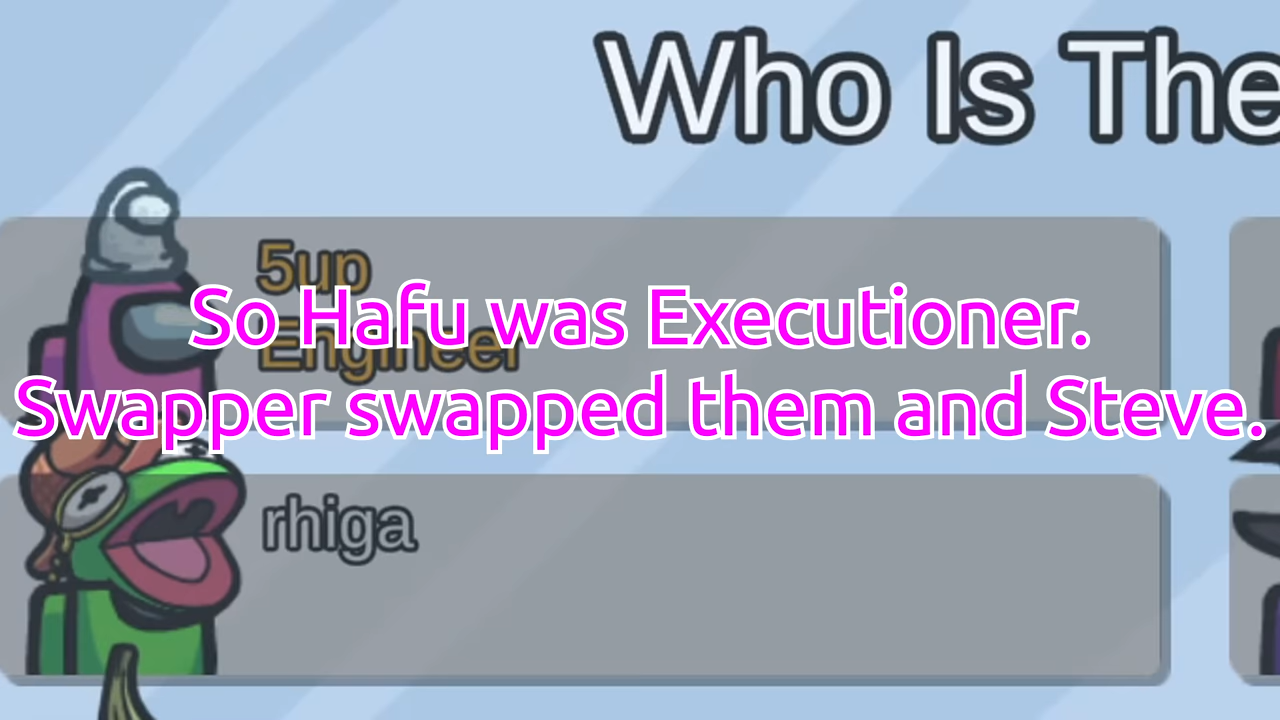 Who Is The
5up
Engineer
So Hafu was Executioner.
Swapper swapped them and Steve.
rhiga